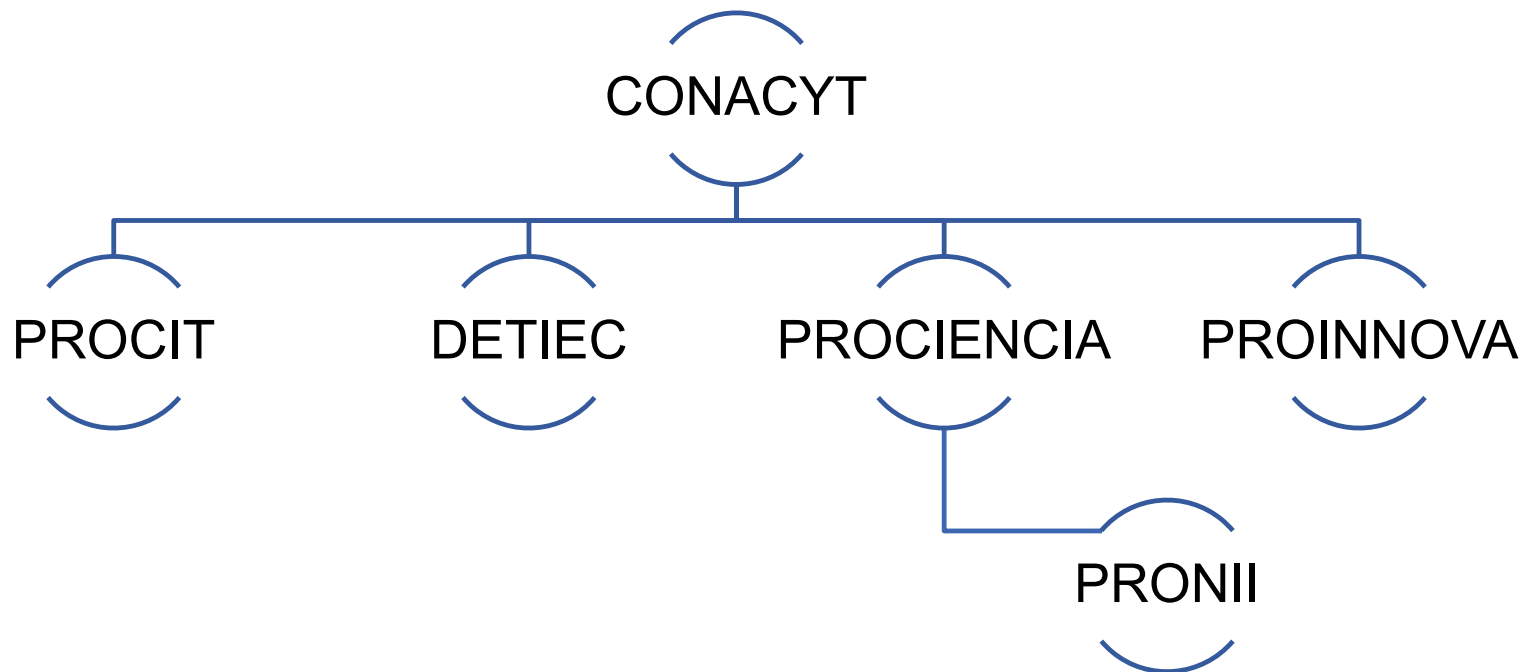 CONACYT
PROCIT
DETIEC
PROCIENCIA
PROINNOVA
PRONII